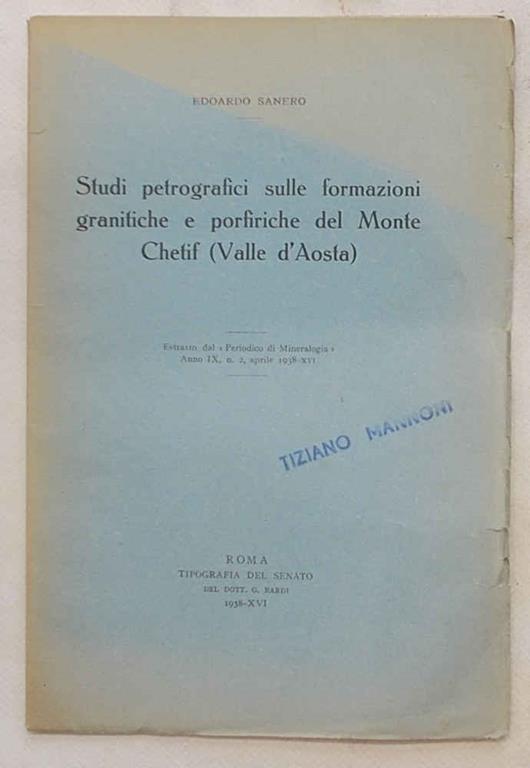 EDOARDO SANERO
Studi petrografici sulle formazioni
granitiche e porfiriche del Monte
Chetif (Valle d'Aosta)
Estratto dal « Periodico di Mineralogia »
Anno IX, n. 2, aprile 1938-XVI
TIZIANO MANNONI
ROMA
TIPOGRAFIA DEL SENATO
DEL DOTT. G. BARDI
1938-XVI